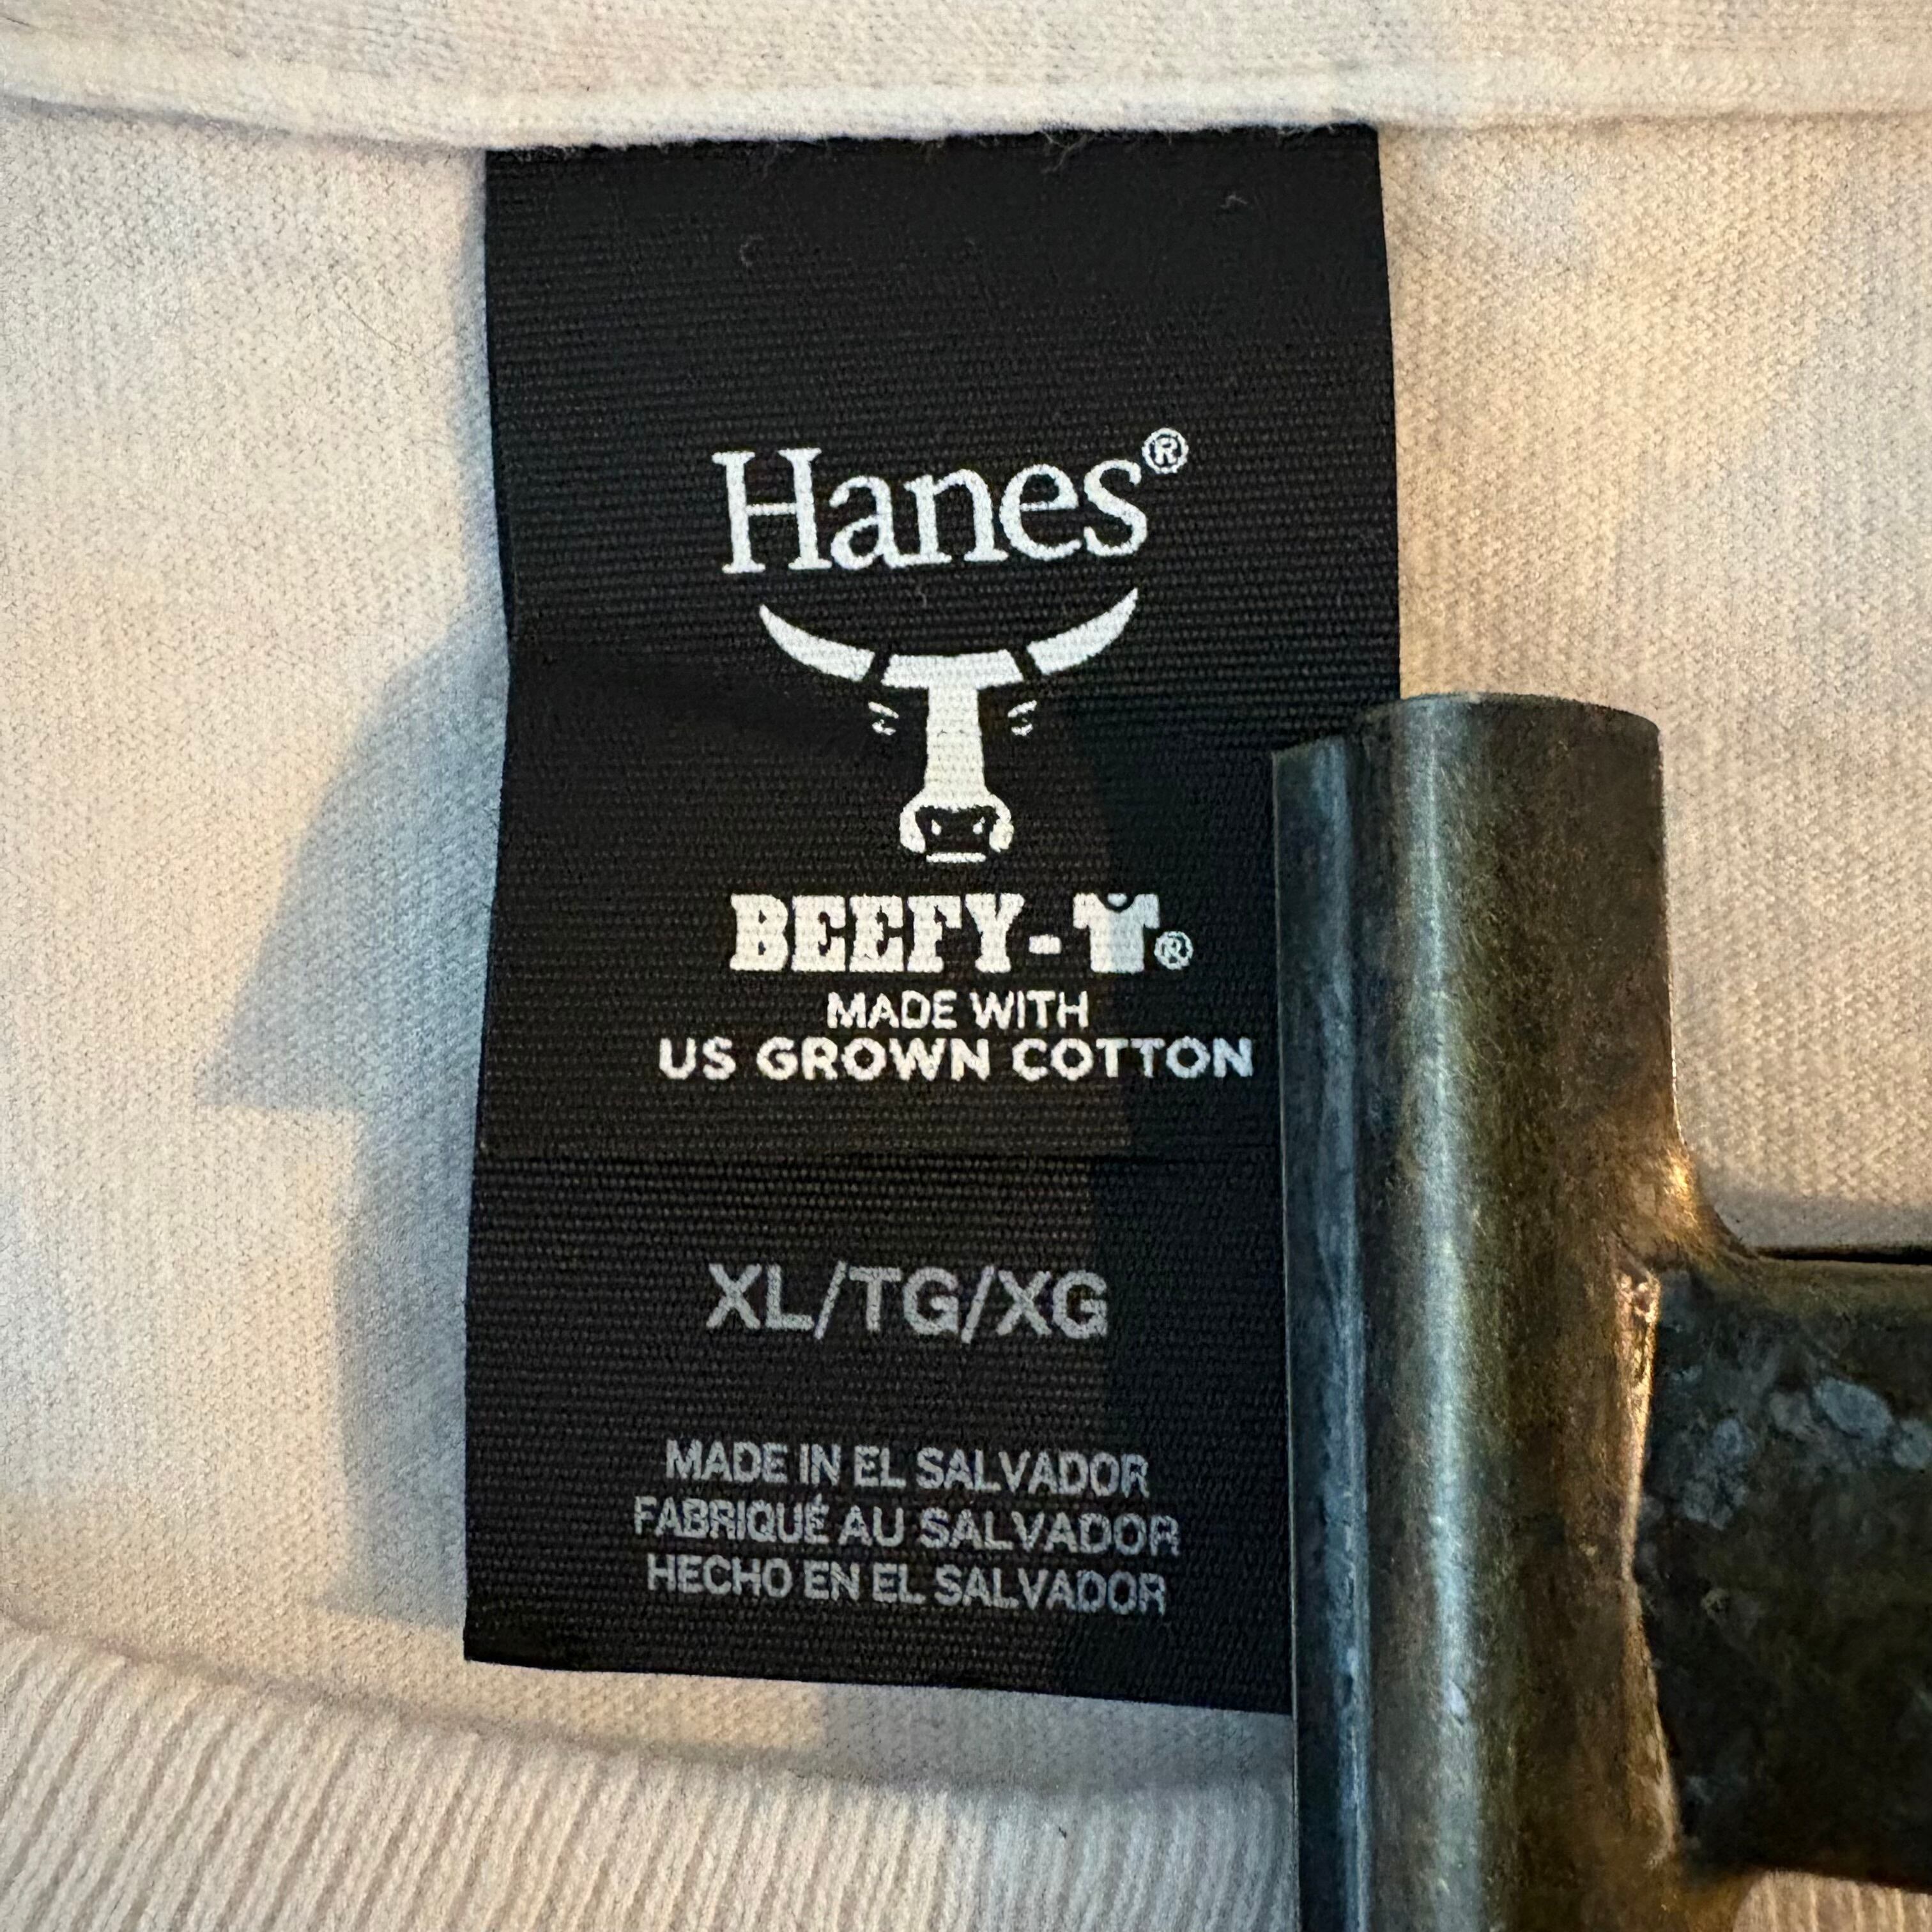 Hanes®
BEEFY-T®
MADE WITH
US GROWN COTTON
XL/TG/XG
MADE IN EL SALVADOR
FABRIQUÉ AU SALVADOR
HECHO EN EL SALVADOR